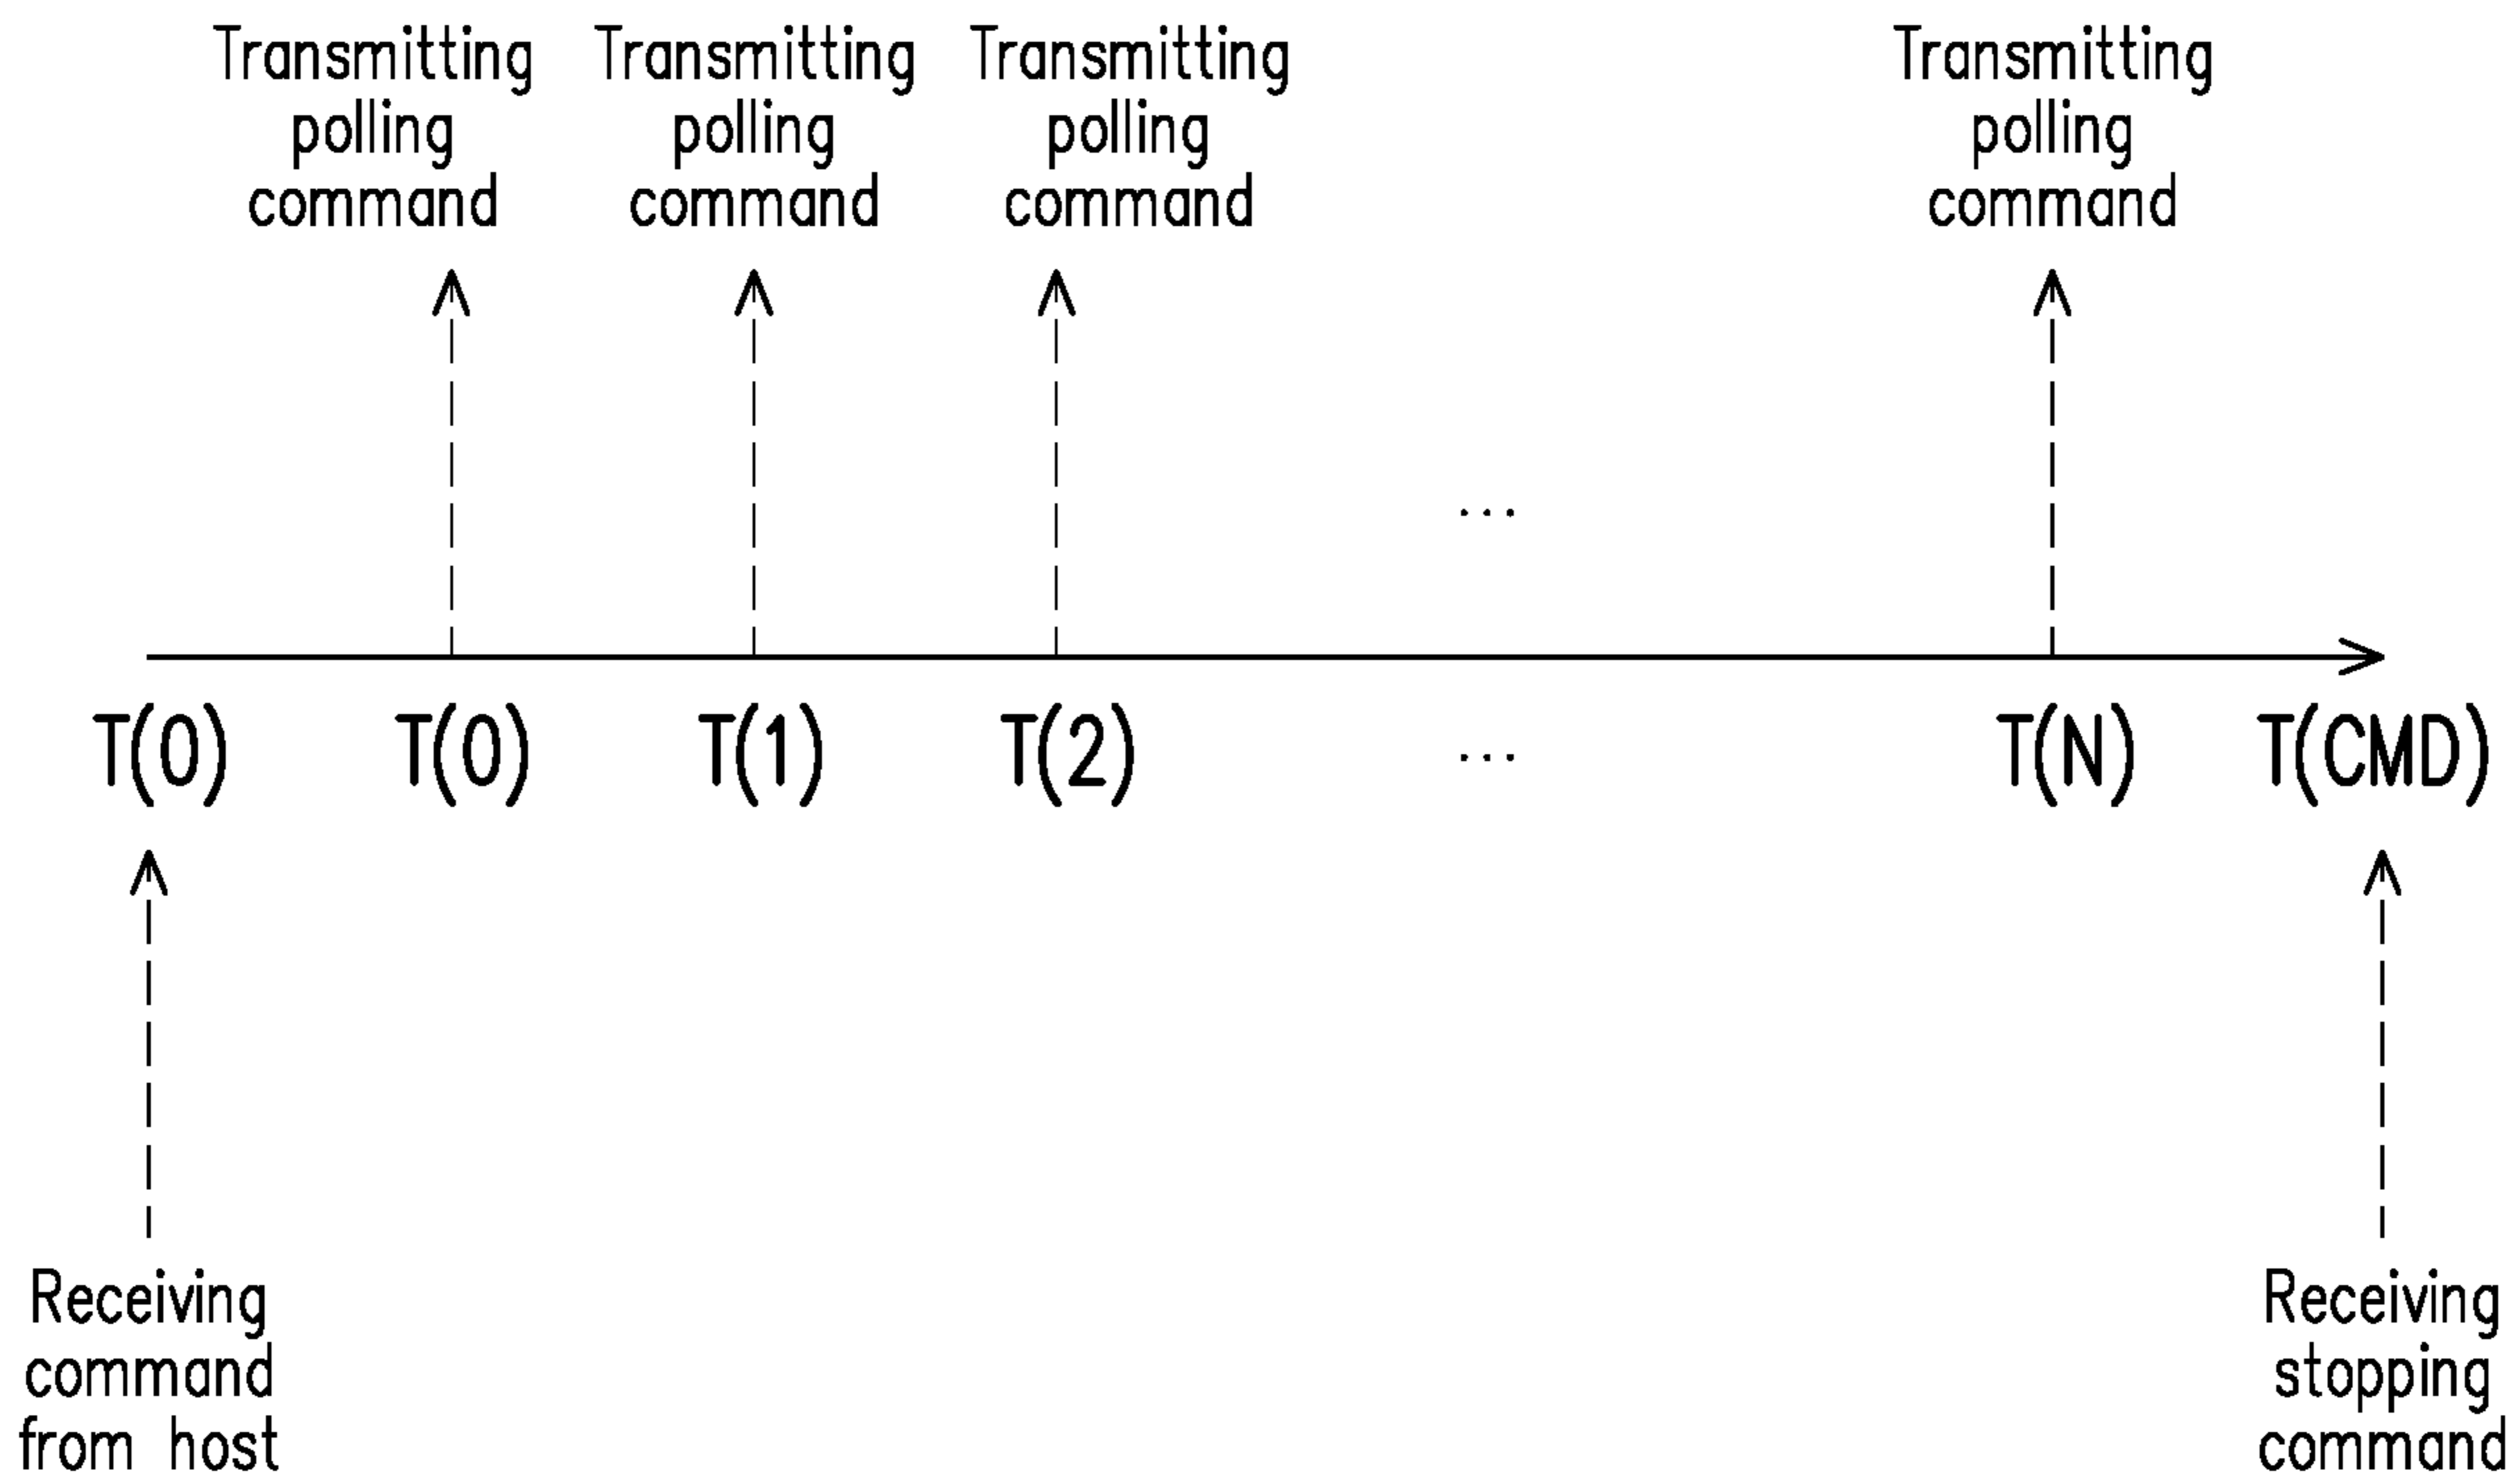 Transmitting
polling
command
Transmitting
polling
command
Transmitting
polling
command
Transmitting
polling
command
...
T(0)
T(0)
T(1)
T(2)
...
T(N)
T(CMD)
Receiving
command
from host
Receiving
stopping
command